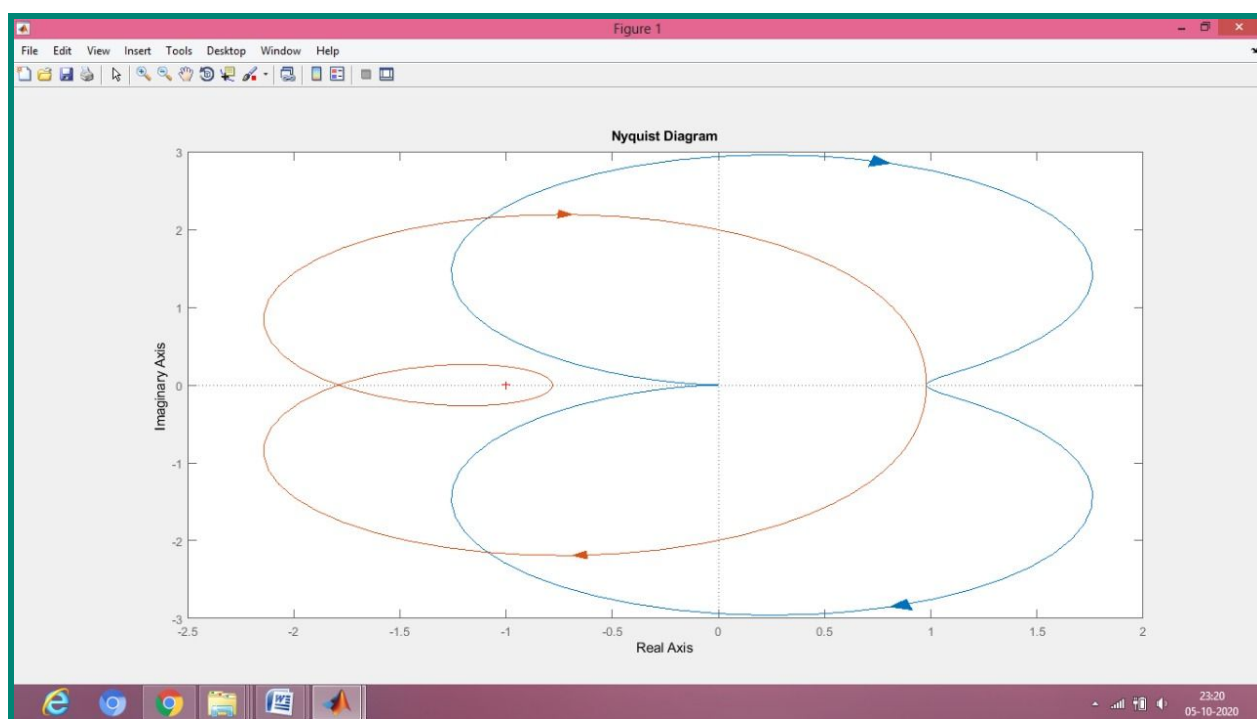 Figure 1
File Edit View Insert Tools Desktop Window Help
Nyquist Diagram
3
2
1
0
-1
-2
-3
Imaginary Axis
-2.5 -2 -1.5 -1 -0.5 0 0.5 1 1.5 2
Real Axis
23:20
05-10-2020